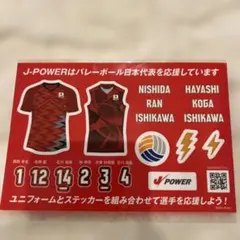 J-POWERはバレーボール日本代表を応援しています
NISHIDA HAYASHI
RAN KOGA
ISHIKAWA ISHIKAWA
1 12 14 2 3 4
POWER
ユニフォームとステッカーを組み合わせて選手を応援しよう！